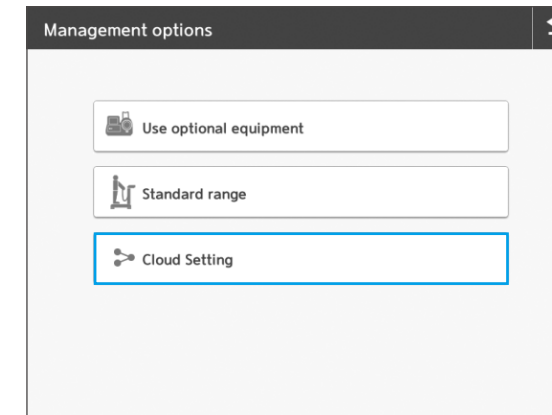 Management options
Use optional equipment
Standard range
Cloud Setting